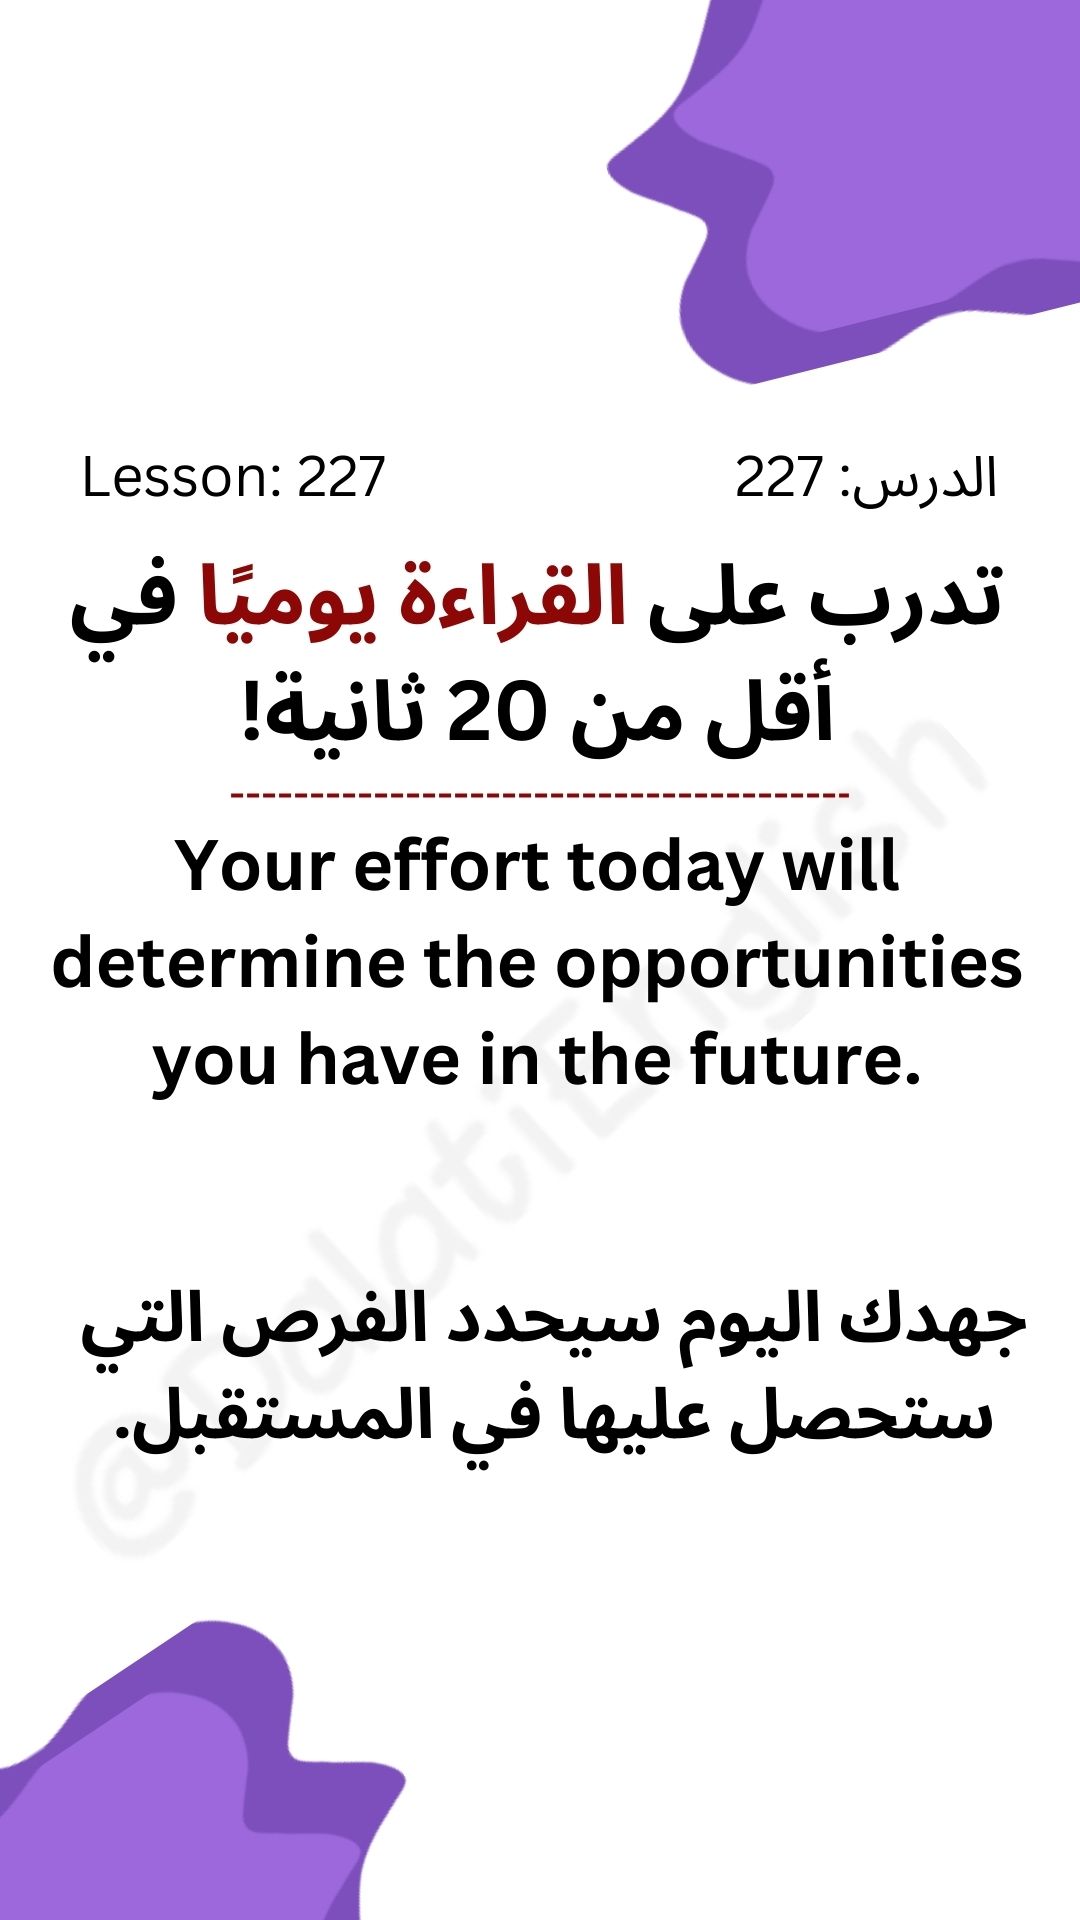 Lesson: 227
الدرس: 227
تدرب على القراءة يوميًا في
أقل من 20 ثانية!
---------------------------------------
Your effort today will
determine the opportunities
you have in the future.
جهدك اليوم سيحدد الفرص التي
ستحصل عليها في المستقبل.
@DalatiEnglish